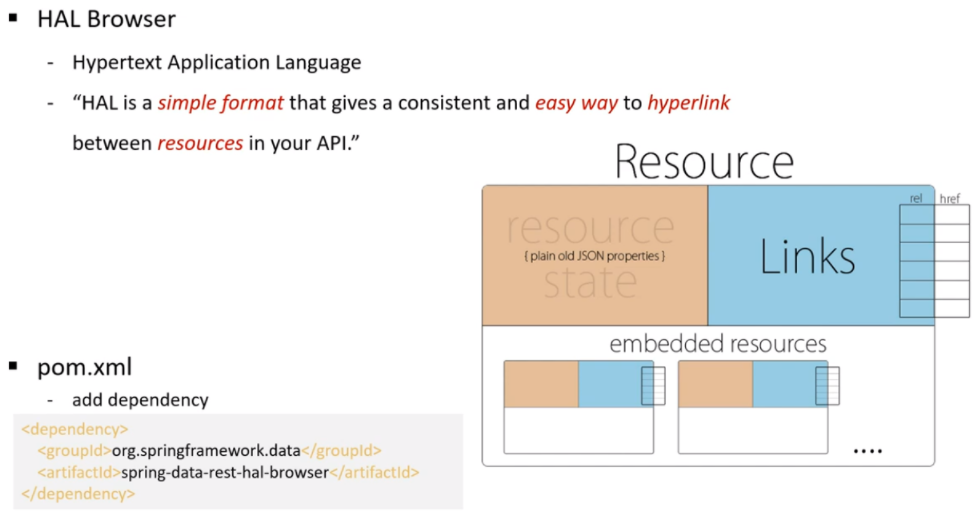 ▪ HAL Browser
- Hypertext Application Language
- “HAL is a simple format that gives a consistent and easy way to hyperlink
between resources in your API.”
Resource
rel href
resource
{ plain old JSON properties }
state
Links
embedded resources
....
▪ pom.xml
- add dependency
<dependency>
<groupId>org.springframework.data</groupId>
<artifactId>spring-data-rest-hal-browser</artifactId>
</dependency>